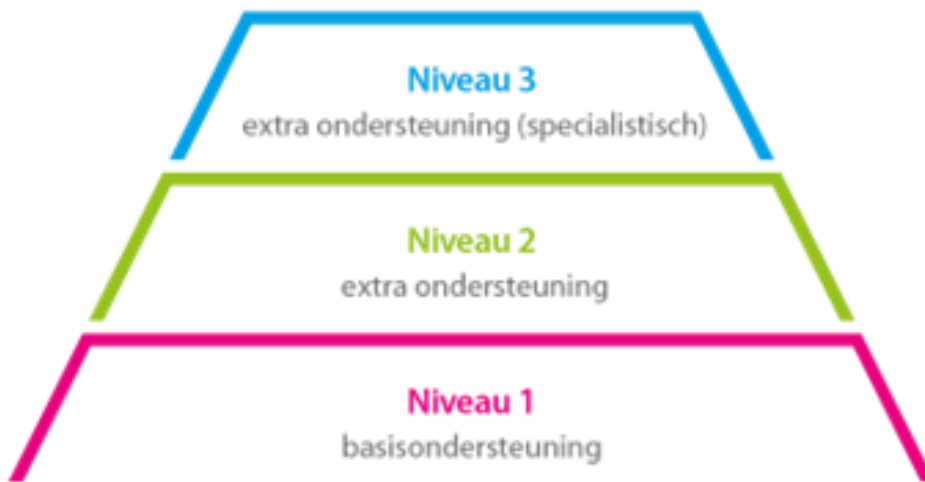 Niveau 3
extra ondersteuning (specialistisch)
Niveau 2
extra ondersteuning
Niveau 1
basisondersteuning